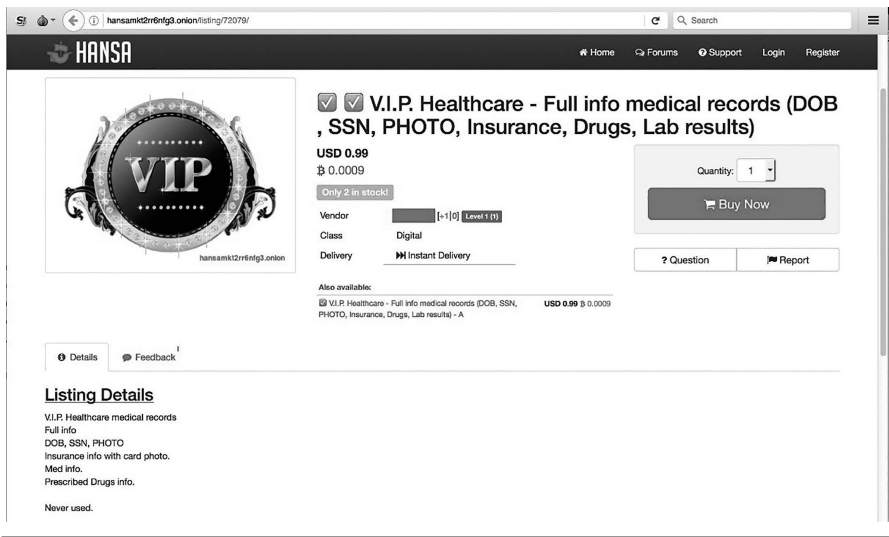 hansamkt2rr6nfg3.onion/listing/72079/
Search
HANSA
Home Forums Support Login Register
VIP
hansamkt2rr6nfg3.onion
V.I.P. Healthcare - Full info medical records (DOB
, SSN, PHOTO, Insurance, Drugs, Lab results)
USD 0.99
฿ 0.0009
Only 2 in stock!
Vendor [+1|0] Level 1 (1)
Class Digital
Delivery Instant Delivery
Also available:
V.I.P. Healthcare - Full info medical records (DOB, SSN, USD 0.99 ฿ 0.0009
PHOTO, Insurance, Drugs, Lab results) - A
Quantity: 1
Buy Now
? Question Report
Details Feedback
Listing Details
V.I.P. Healthcare medical records
Full info
DOB, SSN, PHOTO
Insurance info with card photo.
Med info.
Prescribed Drugs info.
Never used.